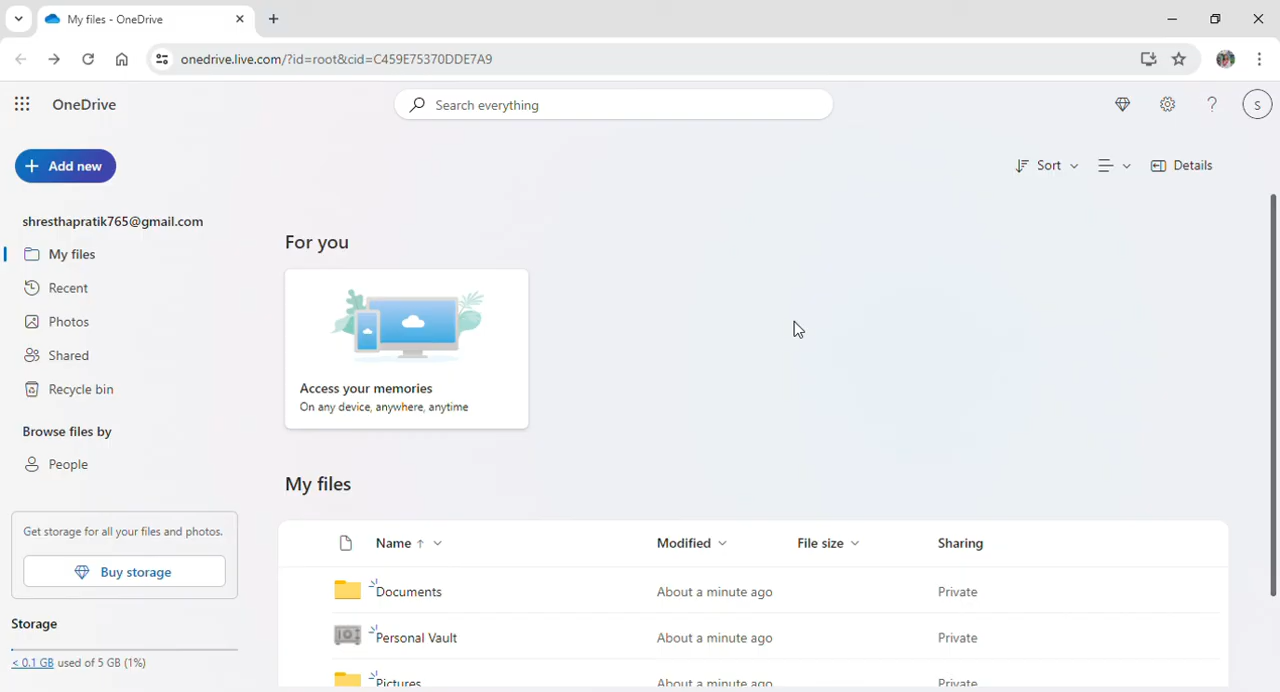 My files - OneDrive
onedrive.live.com/?id=root&cid=C459E75370DDE7A9
OneDrive
Search everything
?
S
Add new
Sort
Details
shresthapratik765@gmail.com
My files
Recent
Photos
Shared
Recycle bin
Browse files by
People
Get storage for all your files and photos.
Buy storage
Storage
< 0.1 GB used of 5 GB (1%)
For you
Access your memories
On any device, anywhere, anytime
My files
Name Modified File size Sharing
Documents About a minute ago Private
Personal Vault About a minute ago Private
Pictures About a minute ago Private